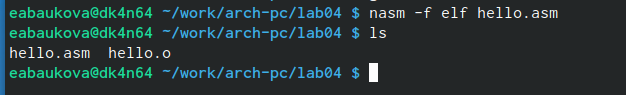 eabaukova@dk4n64 ~/work/arch-pc/lab04 $ nasm -f elf hello.asm
eabaukova@dk4n64 ~/work/arch-pc/lab04 $ ls
hello.asm  hello.o
eabaukova@dk4n64 ~/work/arch-pc/lab04 $